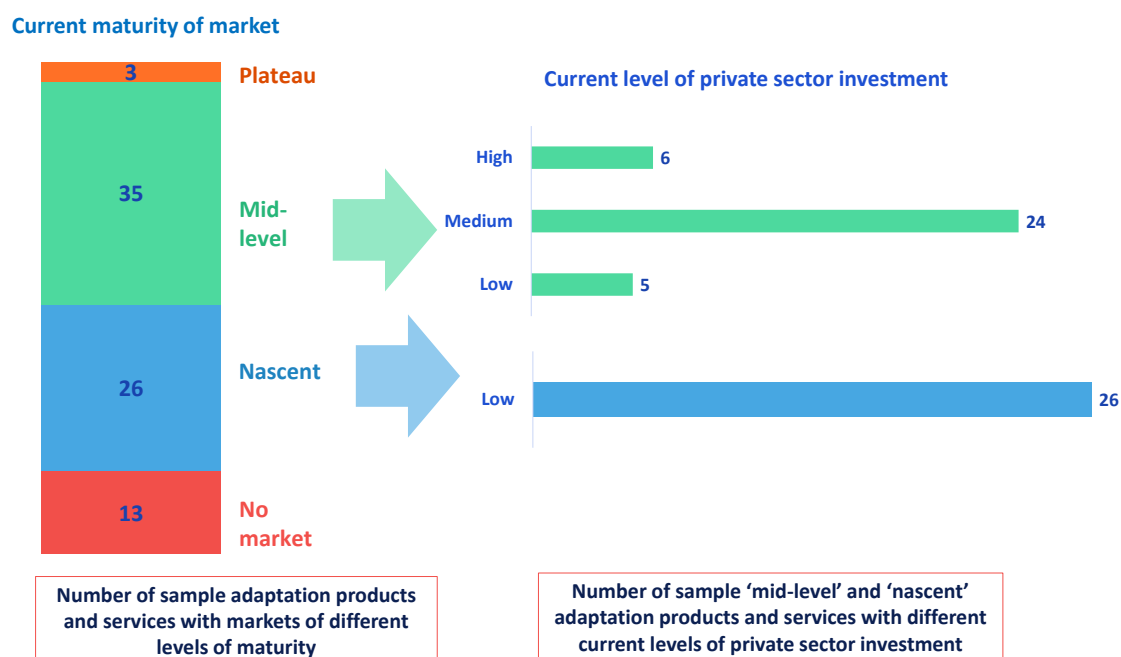 Current maturity of market
3
Plateau
35
Mid-
level
26
Nascent
13
No
market
Number of sample adaptation products
and services with markets of different
levels of maturity
Current level of private sector investment
High
6
Medium
24
Low
5
Low
26
Number of sample ‘mid-level’ and ‘nascent’
adaptation products and services with different
current levels of private sector investment